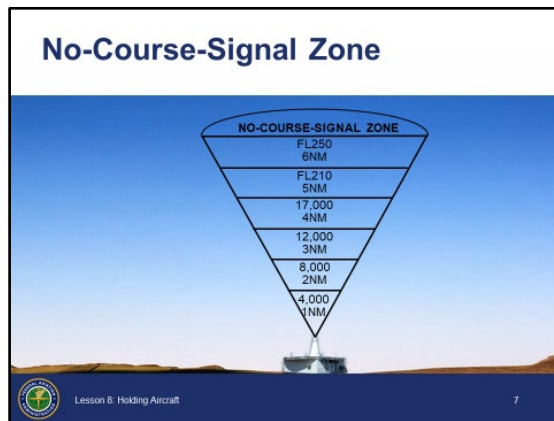 No-Course-Signal Zone
NO-COURSE-SIGNAL ZONE
FL250
6NM
FL210
5NM
17,000
4NM
12,000
3NM
8,000
2NM
4,000
1NM
Lesson 8: Holding Aircraft
7